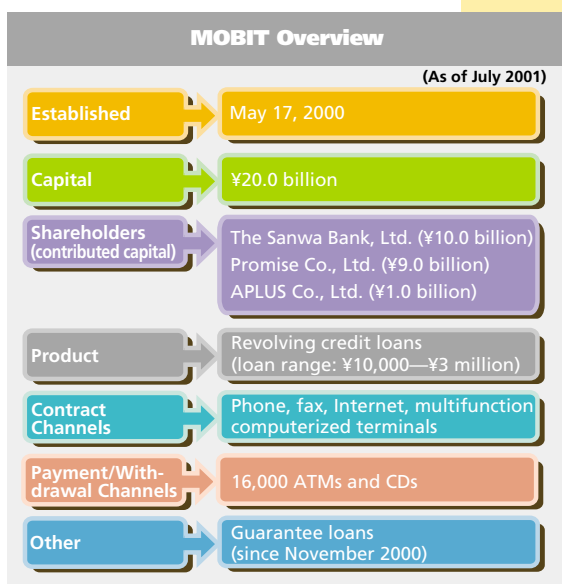 MOBIT Overview
(As of July 2001)
Established
May 17, 2000
Capital
¥20.0 billion
Shareholders
(contributed capital)
The Sanwa Bank, Ltd. (¥10.0 billion)
Promise Co., Ltd. (¥9.0 billion)
APLUS Co., Ltd. (¥1.0 billion)
Product
Revolving credit loans
(loan range: ¥10,000—¥3 million)
Contract
Channels
Phone, fax, Internet, multifunction
computerized terminals
Payment/With-
drawal Channels
16,000 ATMs and CDs
Other
Guarantee loans
(since November 2000)